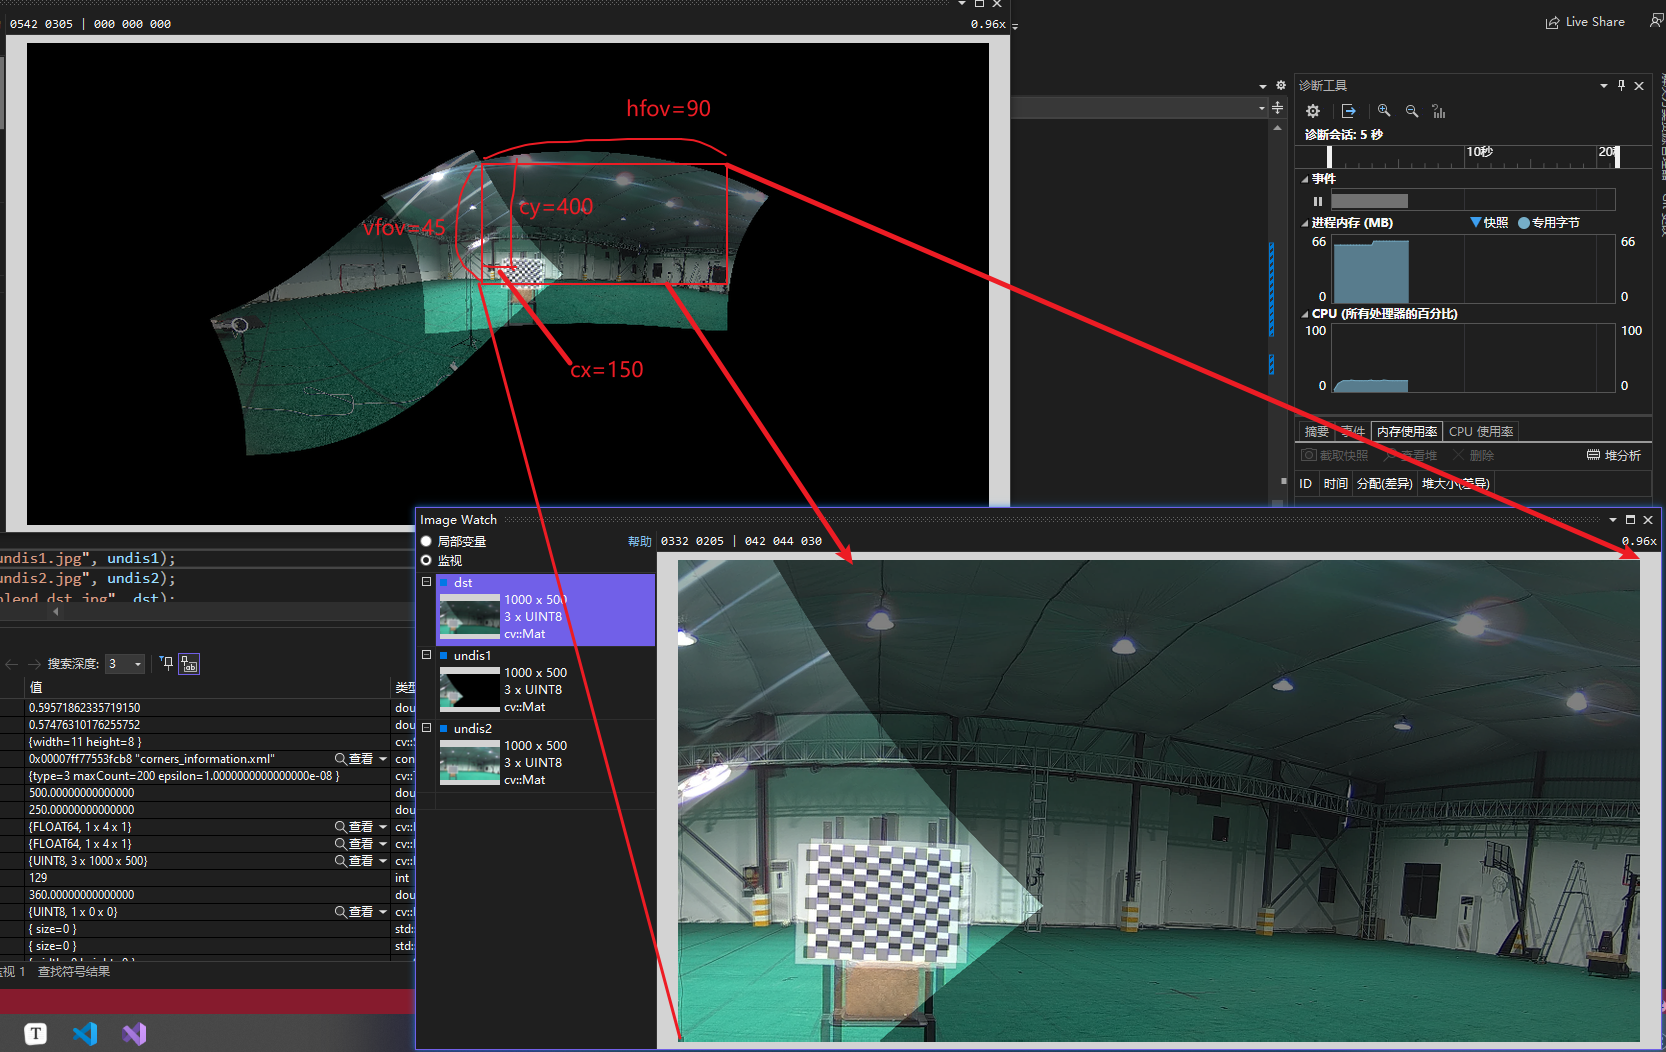 0542 0305 | 000 000 000
0.96x
Live Share
hfov=90
cy=400
vfov=45
cx=150
诊断工具
诊断会话: 5 秒
10秒
20
事件
进程内存 (MB)
快照
专用字节
66
66
0
0
CPU (所有处理器的百分比)
100
100
0
0
摘要
事件
内存使用率
CPU 使用率
截取快照
查看堆
删除
堆分析
ID
时间
分配(差异)
堆大小(差异)
undis1.jpg", undis1);
undis2.jpg", undis2);
blend_dst.jpg", dst);
搜索深度: 3
值
类型
0.59571862335719150
dou
0.57476310176255752
dou
{width=11 height=8 }
cv::
0x00007ff77553fcb8 "corners_information.xml"
查看
con
{type=3 maxCount=200 epsilon=1.0000000000000000e-08 }
cv::
500.00000000000000
dou
250.00000000000000
dou
{FLOAT64, 1 x 4 x 1}
查看
cv::
{FLOAT64, 1 x 4 x 1}
查看
cv::
{UINT8, 3 x 1000 x 500}
查看
cv::
129
int
360.00000000000000
dou
{UINT8, 1 x 0 x 0}
查看
cv::
{ size=0 }
std::
{ size=0 }
std::
监视 1
查找符号结果
Image Watch
局部变量
监视
帮助
0332 0205 | 042 044 030
0.96x
dst
1000 x 500
3 x UINT8
cv::Mat
undis1
1000 x 500
3 x UINT8
cv::Mat
undis2
1000 x 500
3 x UINT8
cv::Mat
T